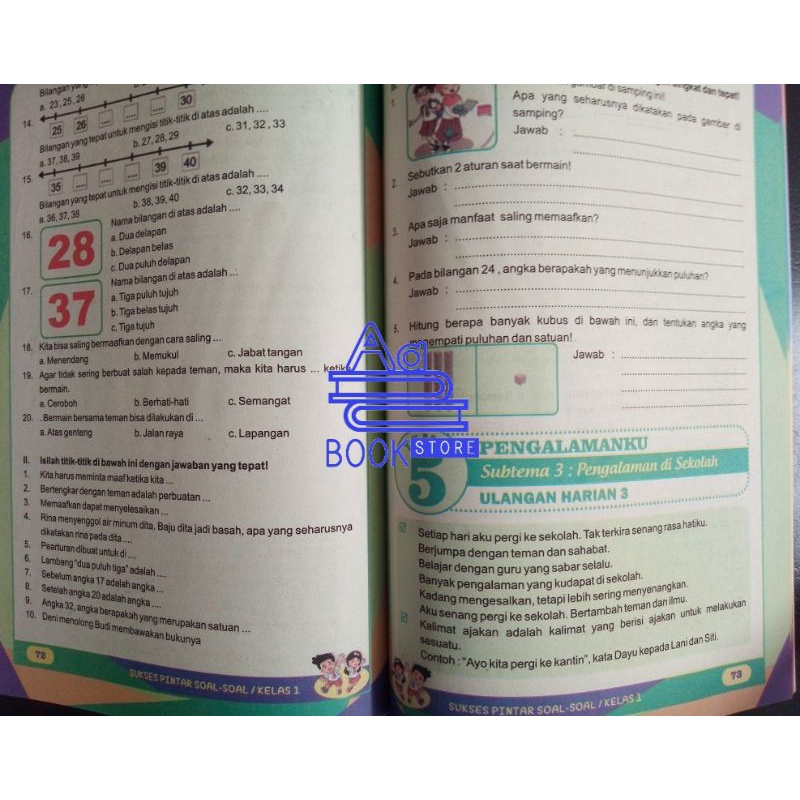 Bilangan yang
a. 23, 25, 26
14.
25 26 .... .... .... 30
Bilangan yang tepat untuk mengisi titik-titik di atas adalah ....
a. 37, 38, 39 b. 27, 28, 29 c. 31, 32, 33
15.
35 .... .... .... 39 40
Bilangan yang tepat untuk mengisi titik-titik di atas adalah ....
a. 36, 37, 38 b. 38, 39, 40 c. 32, 33, 34
16. 28 Nama bilangan di atas adalah ....
a. Dua delapan
b. Delapan belas
c. Dua puluh delapan
17. 37 Nama bilangan di atas adalah ...
a. Tiga puluh tujuh
b. Tiga belas tujuh
c. Tiga tujuh
18. Kita bisa saling bermaafkan dengan cara saling ...
a. Menendang b. Memukul c. Jabat tangan
19. Agar tidak sering berbuat salah kepada teman, maka kita harus ... ketika
bermain.
a. Ceroboh b. Berhati-hati c. Semangat
20. Bermain bersama teman bisa dilakukan di ...
a. Atas genteng b. Jalan raya c. Lapangan
II. Isilah titik-titik di bawah ini dengan jawaban yang tepat!
1. Kita harus meminta maaf ketika kita ...
2. Bertengkar dengan teman adalah perbuatan ...
3. Memaafkan dapat menyelesaikan ...
4. Rina menyenggol air minum dita. Baju dita jadi basah, apa yang seharusnya
dikatakan rina pada dita ....
5. Pearturan dibuat untuk di ....
6. Lambang "dua puluh tiga" adalah ....
7. Sebelum angka 17 adalah angka ...
8. Setelah angka 20 adalah angka ....
9. Angka 32, angka berapakah yang merupakan satuan ...
10. Deni menolong Budi membawakan bukunya
72
SUKSES PINTAR SOAL-SOAL / KELAS 1
singkat dan tepat!
gambar di samping ini!
1. Apa yang seharusnya dikatakan pada gambar di
samping?
Jawab :
2. Sebutkan 2 aturan saat bermain!
Jawab :
3. Apa saja manfaat saling memaafkan?
Jawab :
4. Pada bilangan 24 , angka berapakah yang menunjukkan puluhan?
Jawab :
5. Hitung berapa banyak kubus di bawah ini, dan tentukan angka yang
menempati puluhan dan satuan!
Jawab :
5
PENGALAMANKU
Subtema 3 : Pengalaman di Sekolah
ULANGAN HARIAN 3
Setiap hari aku pergi ke sekolah. Tak terkira senang rasa hatiku.
Berjumpa dengan teman dan sahabat.
Belajar dengan guru yang sabar selalu.
Banyak pengalaman yang kudapat di sekolah.
Kadang mengesalkan, tetapi lebih sering menyenangkan.
Aku senang pergi ke sekolah. Bertambah teman dan ilmu.
Kalimat ajakan adalah kalimat yang berisi ajakan untuk melakukan
sesuatu.
Contoh : "Ayo kita pergi ke kantin", kata Dayu kepada Lani dan Siti.
73
SUKSES PINTAR SOAL-SOAL / KELAS 1
Aa
BOOK STORE